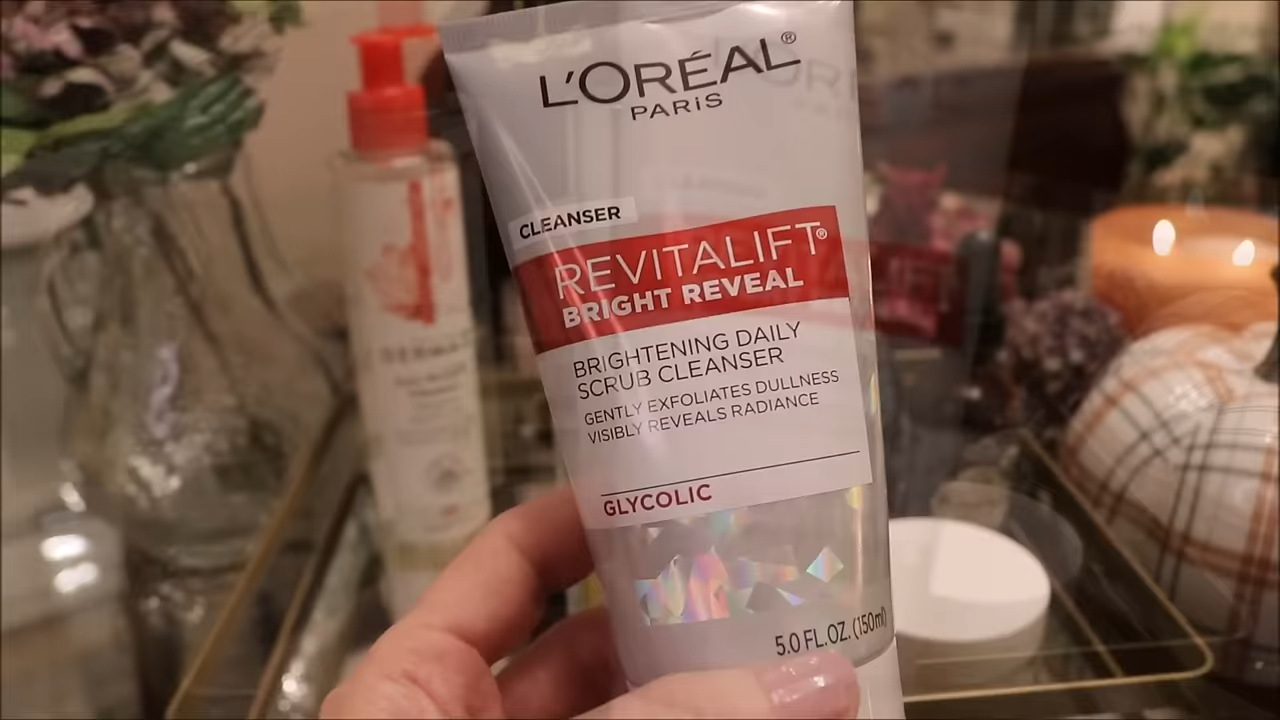 L'ORÉAL®
PARiS
CLEANSER
REVITALIFT®
BRIGHT REVEAL
BRIGHTENING DAILY
SCRUB CLEANSER
GENTLY EXFOLIATES DULLNESS
VISIBLY REVEALS RADIANCE
GLYCOLIC
5.0 FL.OZ. (150ml)